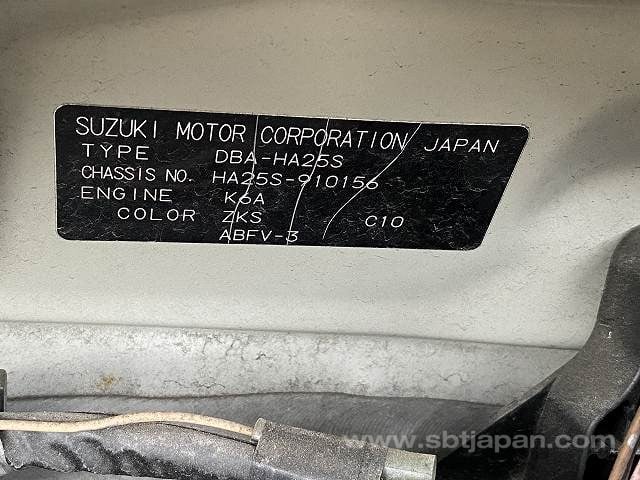 SUZUKI MOTOR CORPORATION JAPAN
TYPE DBA-HA25S
CHASSIS NO. HA25S-910156
ENGINE K6A
COLOR ZKS C10
ABFV-3
www.sbtjapan.com